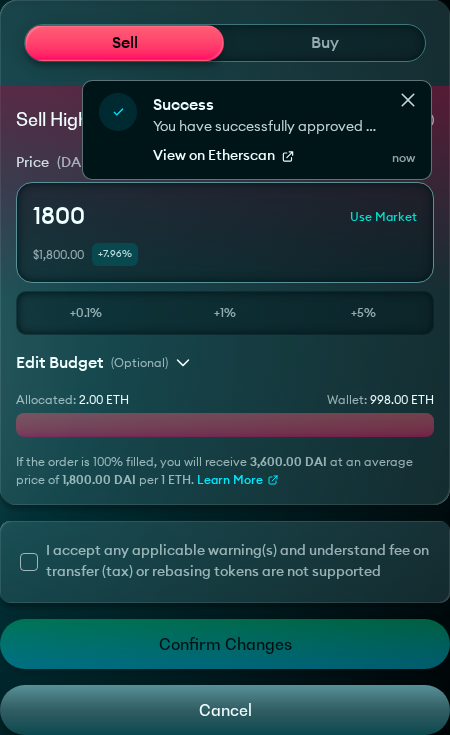 Sell
Buy
Success
You have successfully approved ...
View on Etherscan
now
Sell High
Price (DA
1800
Use Market
$1,800.00 +7.96%
+0.1% +1% +5%
Edit Budget (Optional)
Allocated: 2.00 ETH Wallet: 998.00 ETH
If the order is 100% filled, you will receive 3,600.00 DAI at an average
price of 1,800.00 DAI per 1 ETH. Learn More
I accept any applicable warning(s) and understand fee on
transfer (tax) or rebasing tokens are not supported
Confirm Changes
Cancel